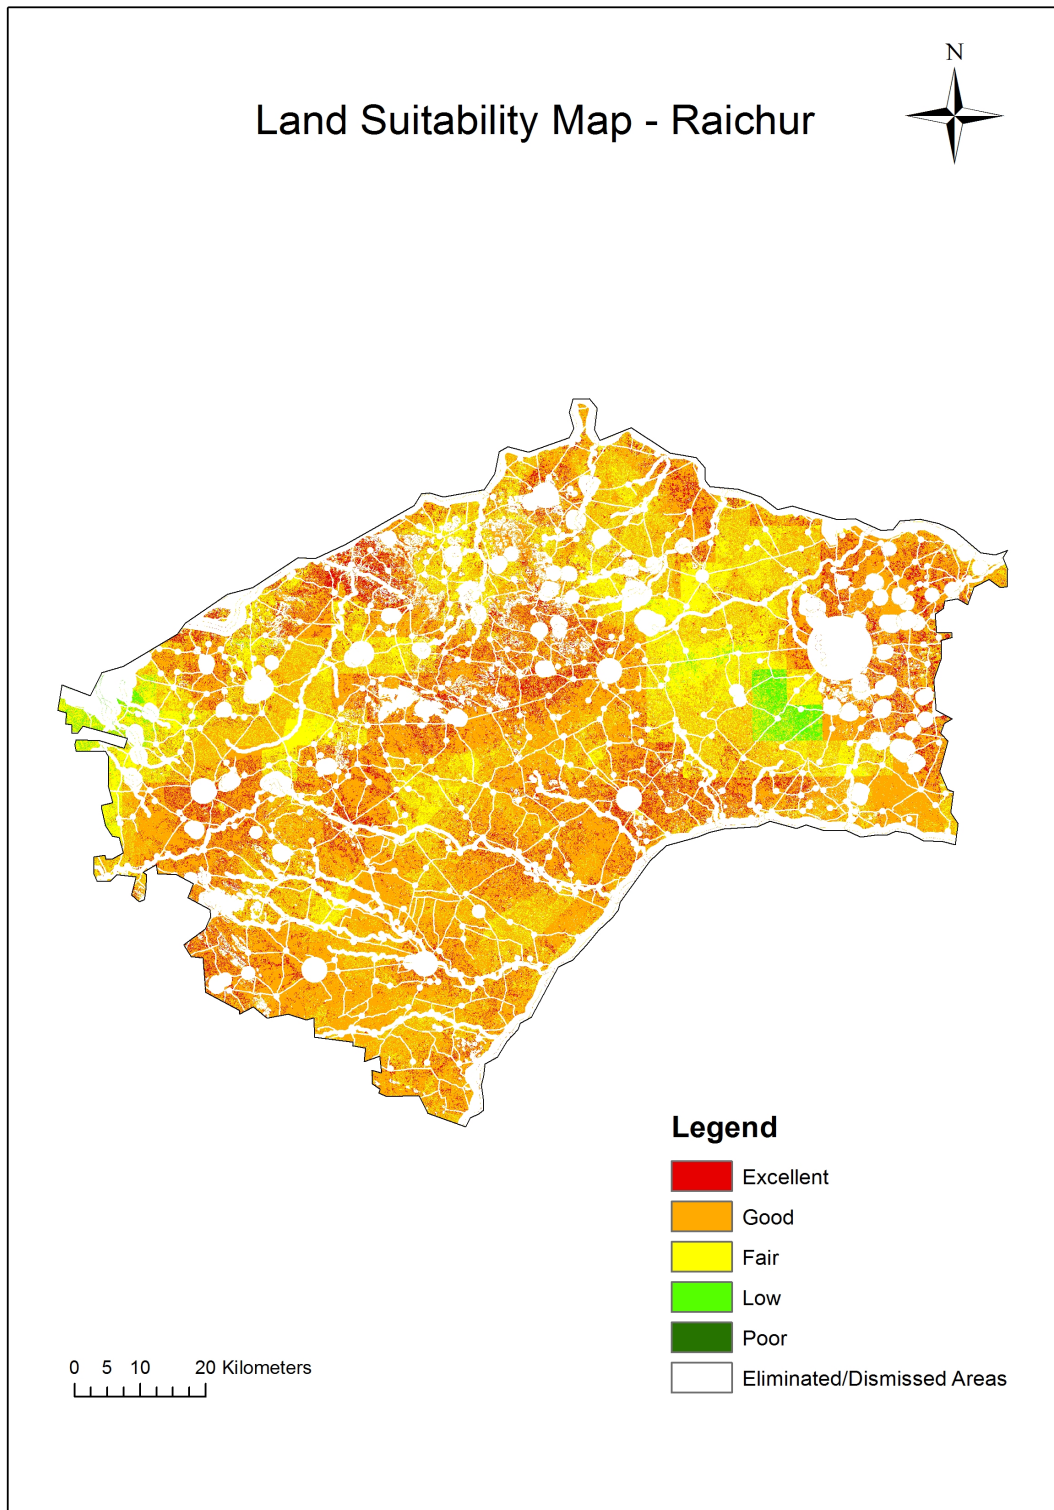 N
Land Suitability Map - Raichur
Legend
Excellent
Good
Fair
Low
Poor
Eliminated/Dismissed Areas
0 5 10 20 Kilometers